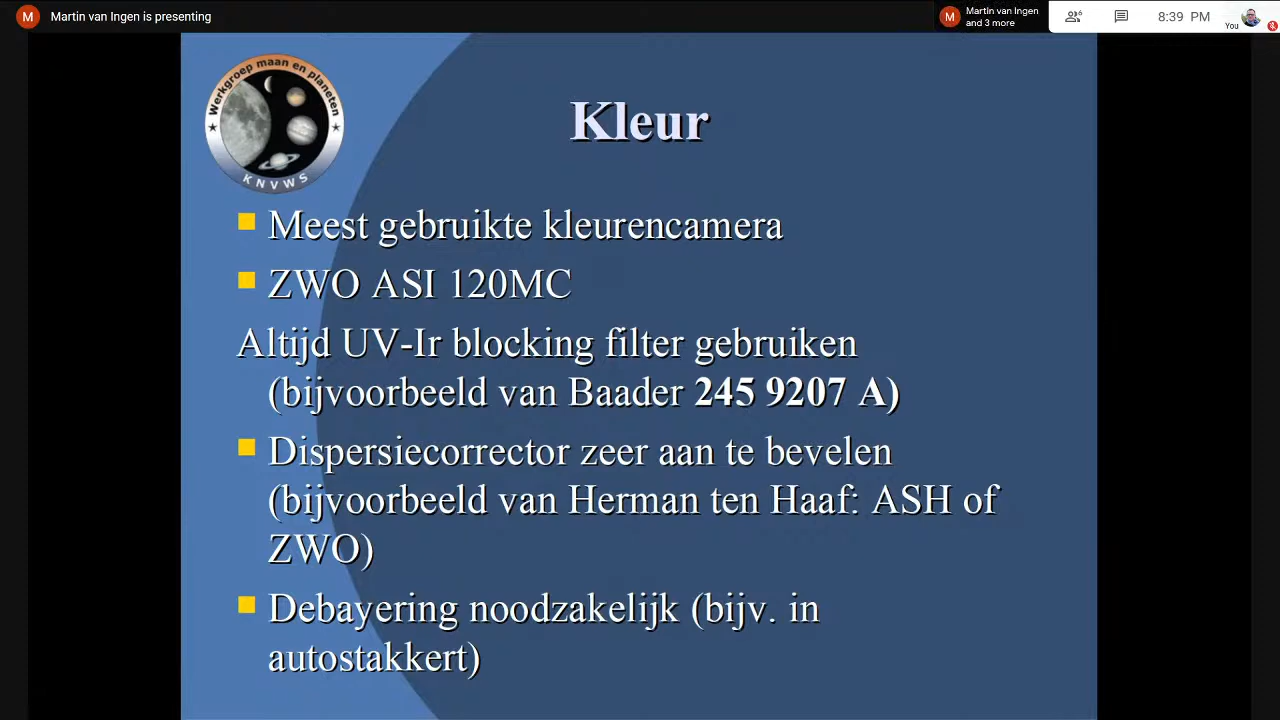 M Martin van Ingen is presenting
M Martin van Ingen
and 3 more
6
8:39 PM
You
Werkgroep maan en planeten
KNVWS
Kleur
Meest gebruikte kleurencamera
ZWO ASI 120MC
Altijd UV-Ir blocking filter gebruiken
(bijvoorbeeld van Baader 245 9207 A)
Dispersiecorrector zeer aan te bevelen
(bijvoorbeeld van Herman ten Haaf: ASH of
ZWO)
Debayering noodzakelijk (bijv. in
autostakkert)